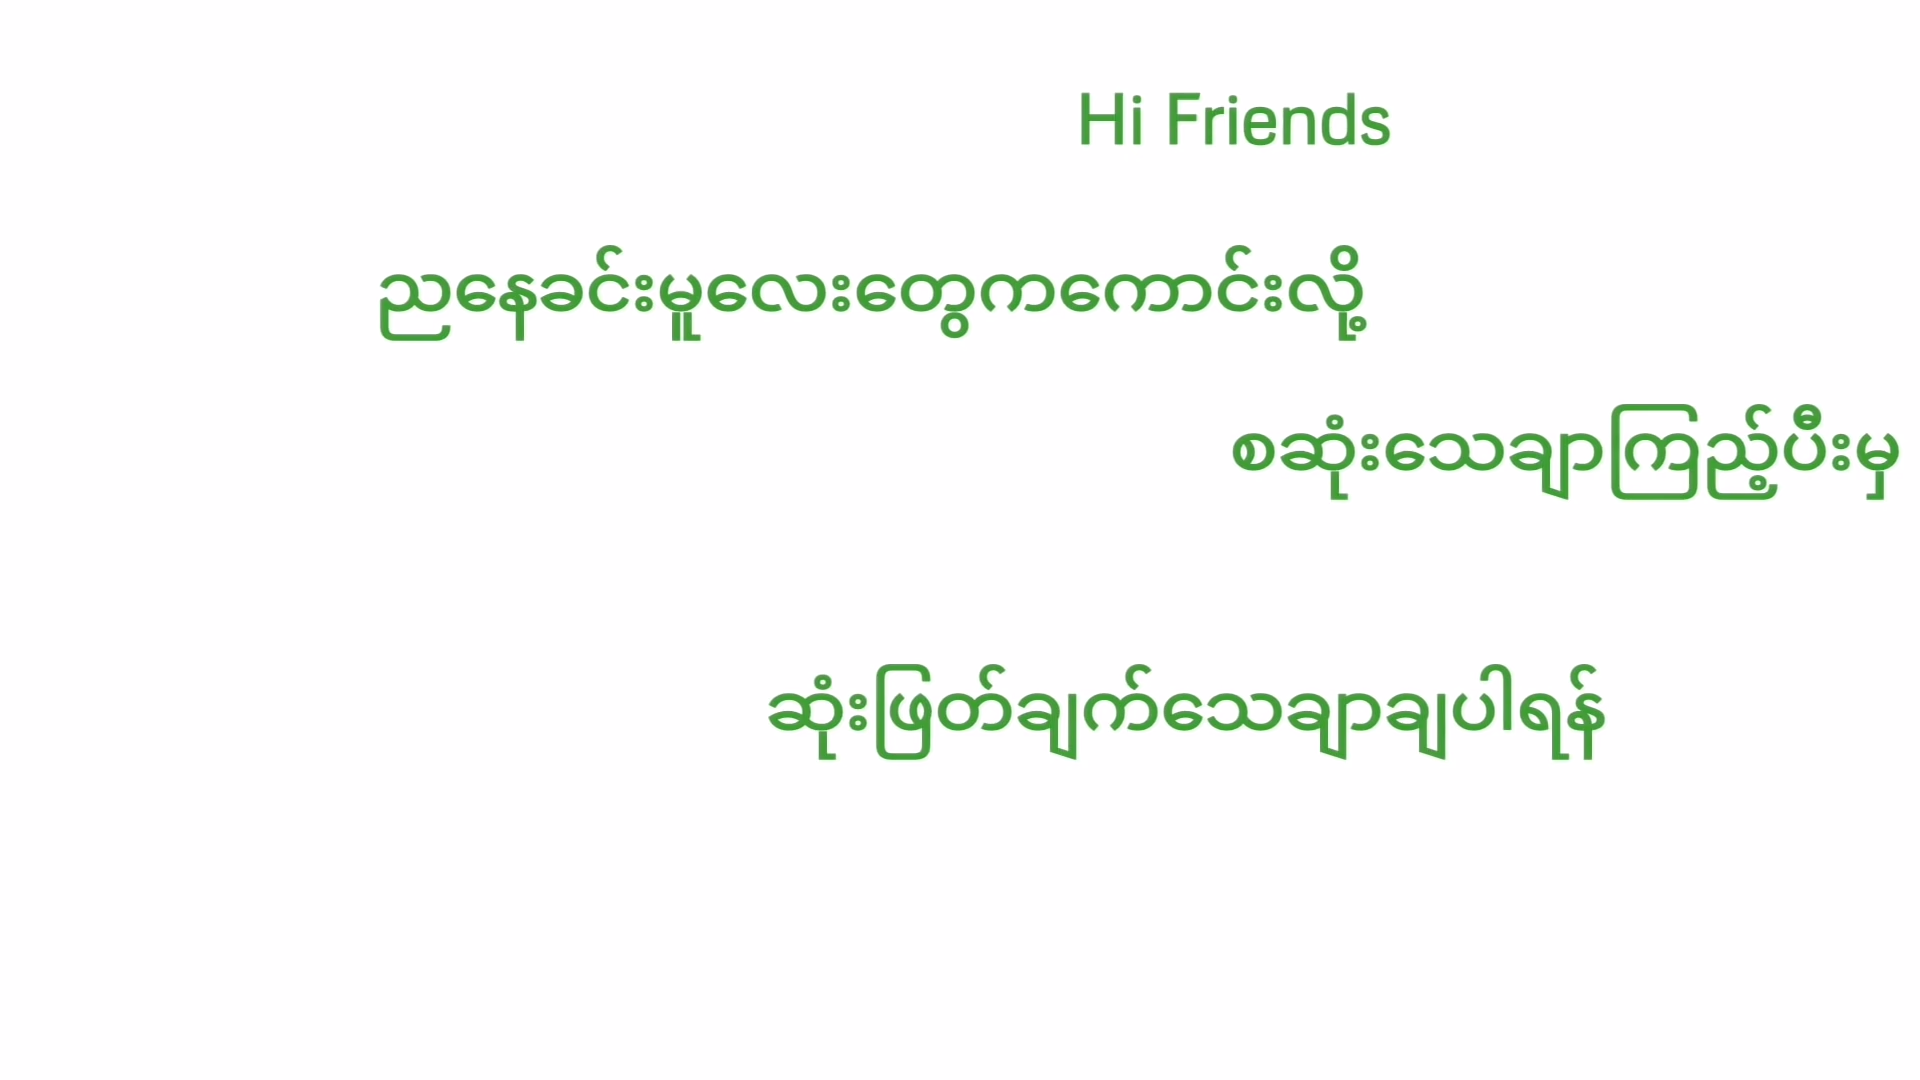 Hi Friends
ညနေခင်းမူလေးတွေကကောင်းလို့
စဆုံးသေချာကြည့်ပီးမှ
ဆုံးဖြတ်ချက်သေချာချပါရန်